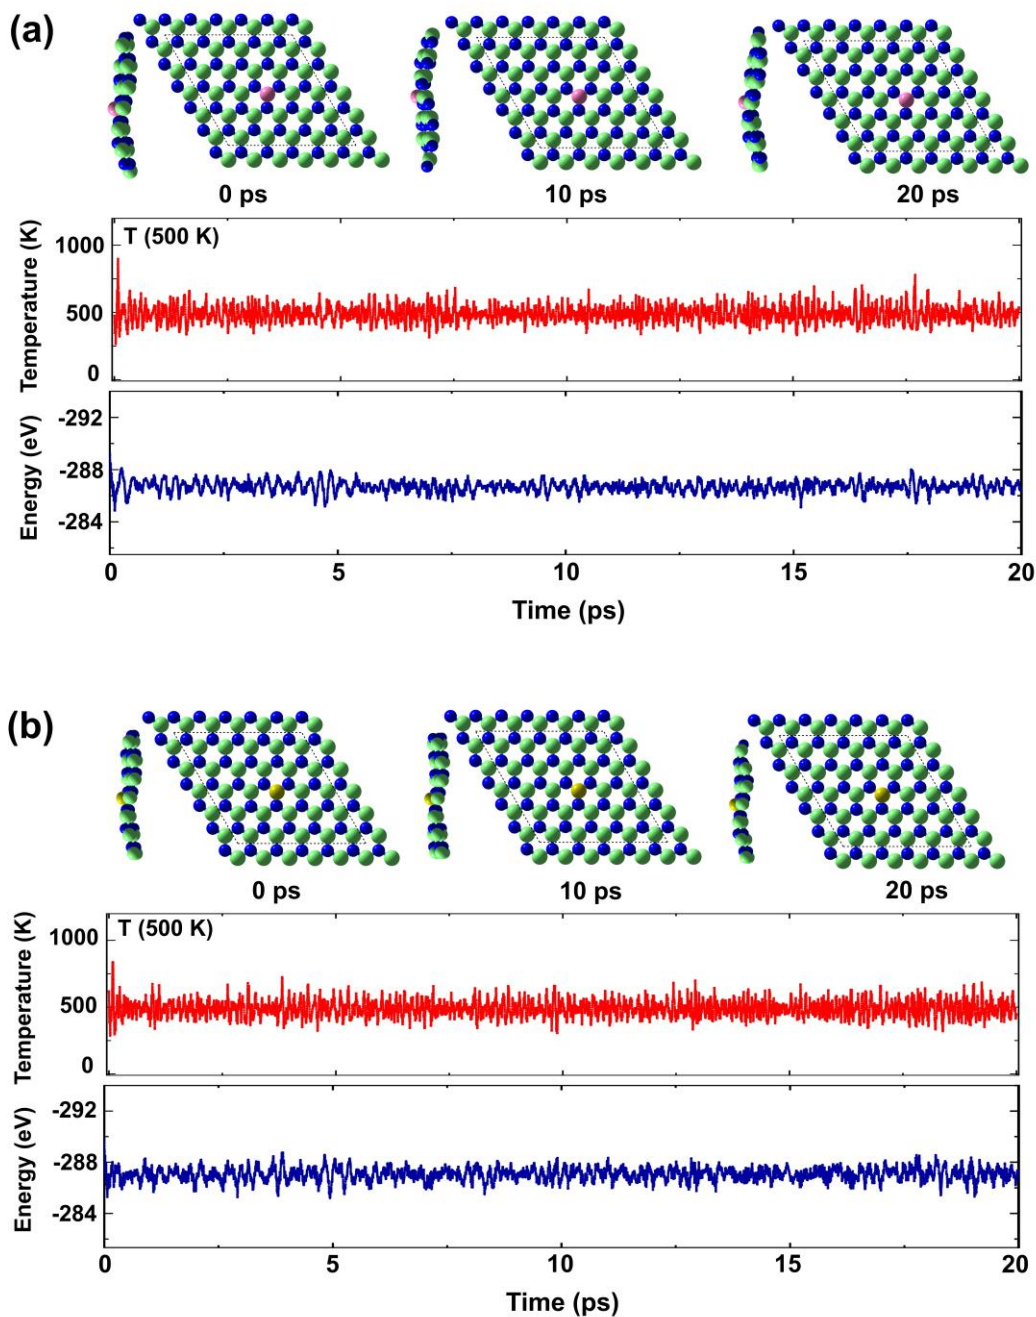 (a)
0 ps 10 ps 20 ps
T (500 K)
Temperature (K)
1000
500
0
Energy (eV)
-292
-288
-284
0 5 10 15 20
Time (ps)
(b)
0 ps 10 ps 20 ps
T (500 K)
Temperature (K)
1000
500
0
Energy (eV)
-292
-288
-284
0 5 10 15 20
Time (ps)